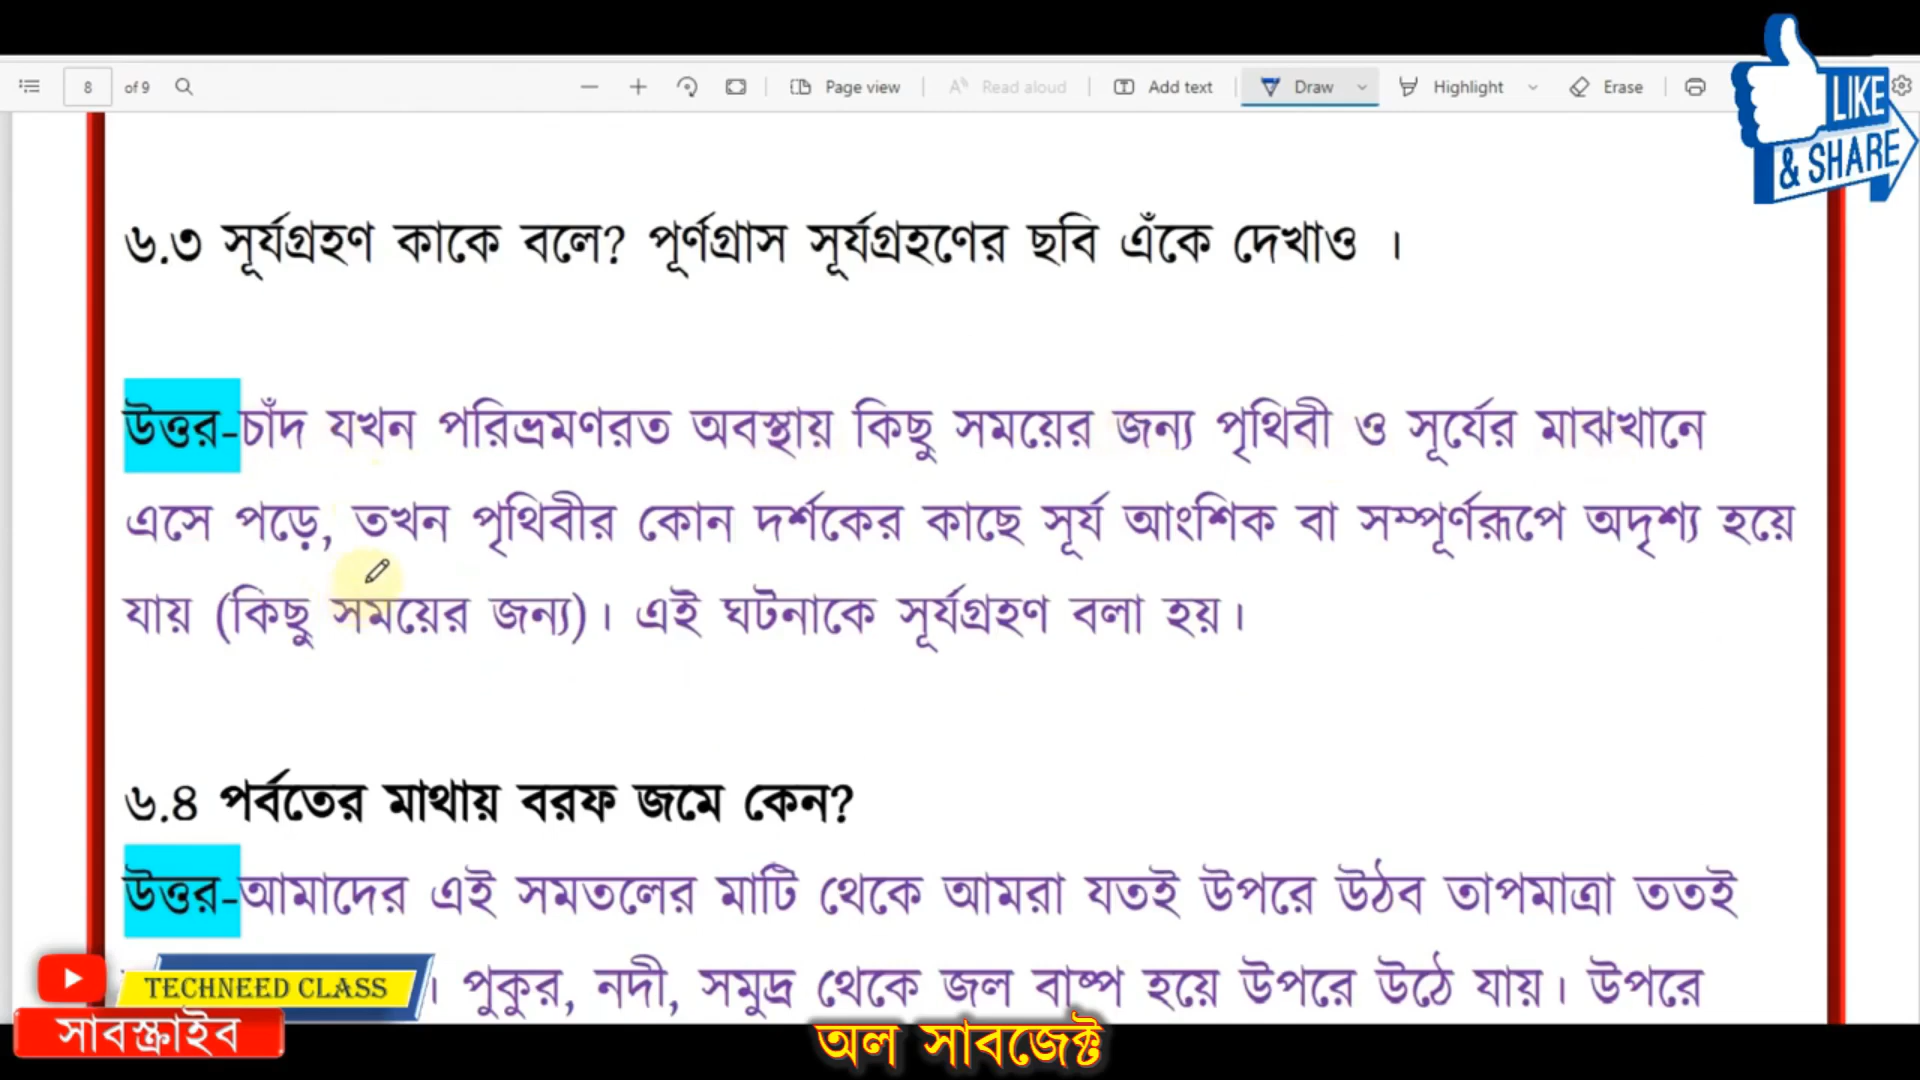 8 of 9 Page view Read aloud Add text Draw Highlight Erase
LIKE
& SHARE
৬.৩ সূর্যগ্রহণ কাকে বলে? পূর্ণগ্রাস সূর্যগ্রহণের ছবি এঁকে দেখাও ।
উত্তর-চাঁদ যখন পরিভ্রমণরত অবস্থায় কিছু সময়ের জন্য পৃথিবী ও সূর্যের মাঝখানে
এসে পড়ে, তখন পৃথিবীর কোন দর্শকের কাছে সূর্য আংশিক বা সম্পূর্ণরূপে অদৃশ্য হয়ে
যায় (কিছু সময়ের জন্য)। এই ঘটনাকে সূর্যগ্রহণ বলা হয়।
৬.৪ পর্বতের মাথায় বরফ জমে কেন?
উত্তর-আমাদের এই সমতলের মাটি থেকে আমরা যতই উপরে উঠব তাপমাত্রা ততই
। পুকুর, নদী, সমুদ্র থেকে জল বাষ্প হয়ে উপরে উঠে যায়। উপরে
TECHNEED CLASS
সাবস্ক্রাইব
অল সাবজেক্ট